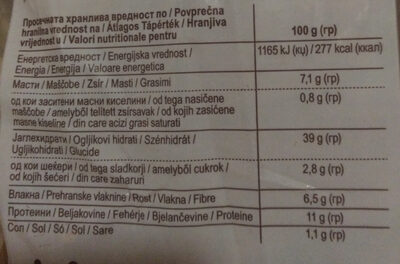 Просечната хранлива вредност по / Povprečna
hranilna vrednost na / Átlagos Tápérték / Hranjiva
vrijednost u / Valori nutritionale pentru
100 g (гр)
Енергетска вредност / Energijska vrednost /
Energia / Energija / Valoare energetica
1165 kJ (кџ) / 277 kcal (ккал)
Масти / Maščobe / Zsír / Masti / Grasimi
7,1 g (гр)
од кои заситени масни киселини / od tega nasičene
maščobe / amelyből telített zsírsavak / od kojih zasićene
masne kiseline / din care acizi grasi saturati
0,8 g (гр)
Јагленхидрати / Ogljikovi hidrati / Szénhidrát /
Ugljikohidrati / Glucide
39 g (гр)
од кои шеќери / od tega sladkorji / amelyből cukrok /
od kojih šećeri / din care zaharuri
2,8 g (гр)
Влакна / Prehranske vlaknine / Rost / Vlakna / Fibre
6,5 g (гр)
Протеини / Beljakovine / Fehérje / Bjelančevine / Proteine
11 g (гр)
Сол / Sol / Só / Sol / Sare
1,1 g (гр)